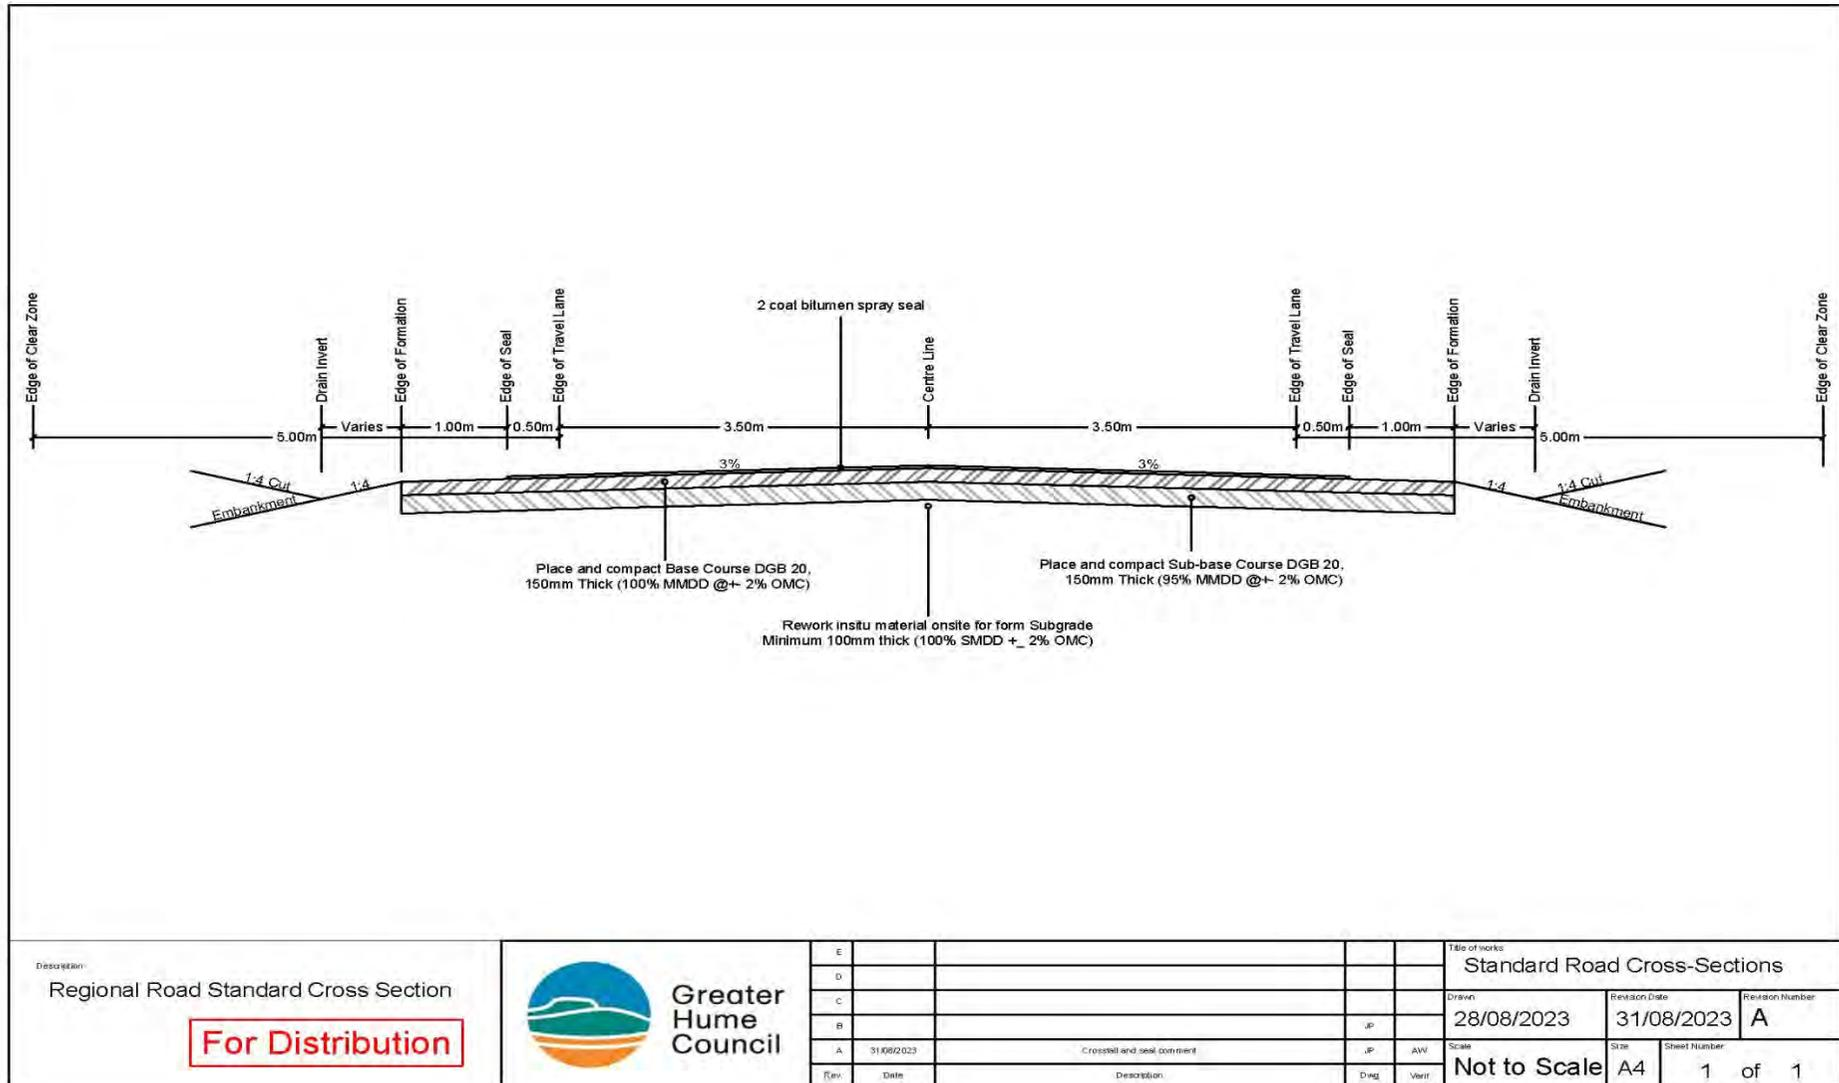 Edge of Clear Zone
Drain Invert
Edge of Formation
Edge of Seal
Edge of Travel Lane
2 coat bitumen spray seal
Centre Line
Edge of Travel Lane
Edge of Seal
Edge of Formation
Drain Invert
Edge of Clear Zone
5.00m
Varies
1.00m
0.50m
3.50m
3.50m
0.50m
1.00m
Varies
5.00m
3%
3%
1:4 Cut
1:4
Embankment
1:4
1:4 Cut
Embankment
Place and compact Base Course DGB 20,
150mm Thick (100% MMDD @+- 2% OMC)
Place and compact Sub-base Course DGB 20,
150mm Thick (95% MMDD @+- 2% OMC)
Rework insitu material onsite for form Subgrade
Minimum 100mm thick (100% SMDD +_ 2% OMC)
Description
Regional Road Standard Cross Section
For Distribution
Greater
Hume
Council
E
D
C
B JP
A 31/08/2023 Crossfall and seal comment JP AW
Rev. Date Description Dwg Verif
Title of works
Standard Road Cross-Sections
Drawn
28/08/2023
Revision Date
31/08/2023
Revision Number
A
Scale
Not to Scale
Size
A4
Sheet Number
1 of 1